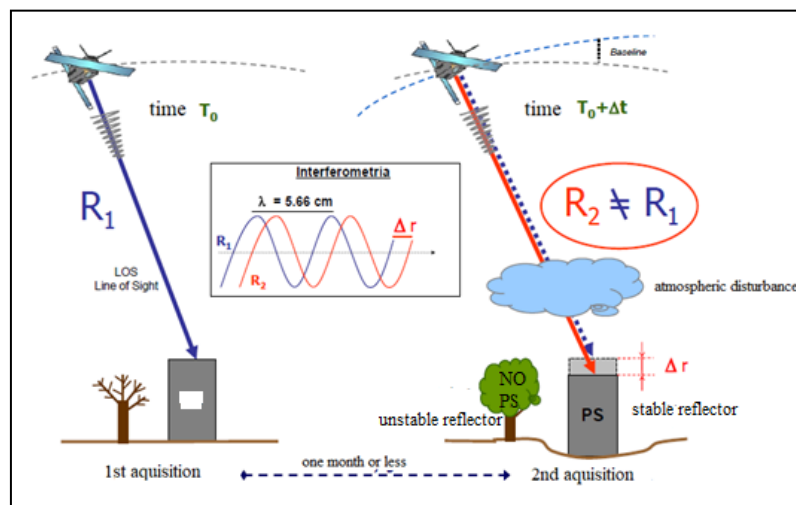 Baseline
time T₀
time T₀+Δt
Interferometria
λ = 5.66 cm
R₁
R₂
Δ r
R₁
LOS
Line of Sight
R₂ ≠ R₁
atmospheric disturbance
Δ r
NO
PS
unstable reflector
PS
stable reflector
1st aquisition
one month or less
2nd aquisition